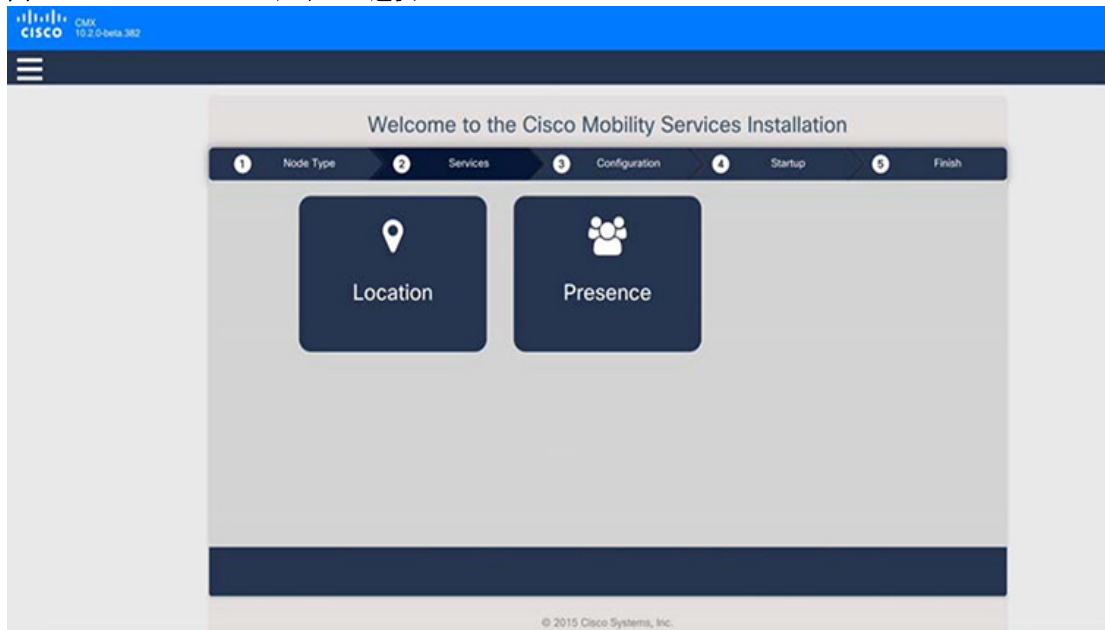 CISCO
CMX
10.2.0-beta.382
Welcome to the Cisco Mobility Services Installation
1 Node Type 2 Services 3 Configuration 4 Startup 5 Finish
Location Presence
© 2015 Cisco Systems, Inc.